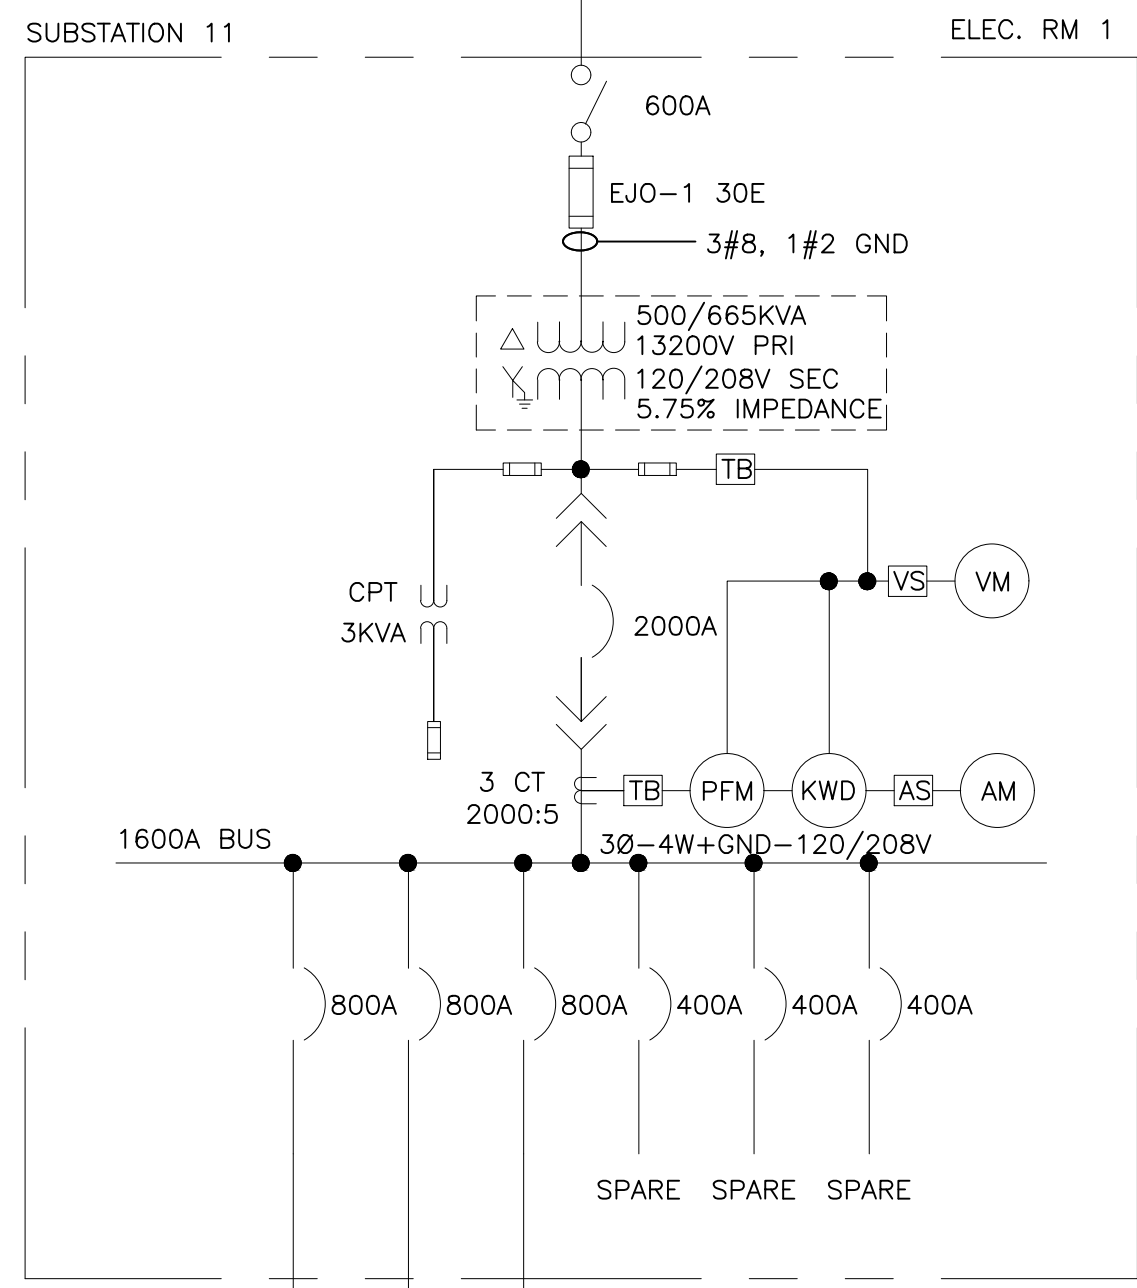 SUBSTATION 11
ELEC. RM 1
600A
EJO-1 30E
3#8, 1#2 GND
500/665KVA
13200V PRI
120/208V SEC
5.75% IMPEDANCE
TB
CPT
3KVA
2000A
VS
VM
3 CT
2000:5
TB
PFM
KWD
AS
AM
1600A BUS
3Ø-4W+GND-120/208V
800A
800A
800A
400A
400A
400A
SPARE
SPARE
SPARE